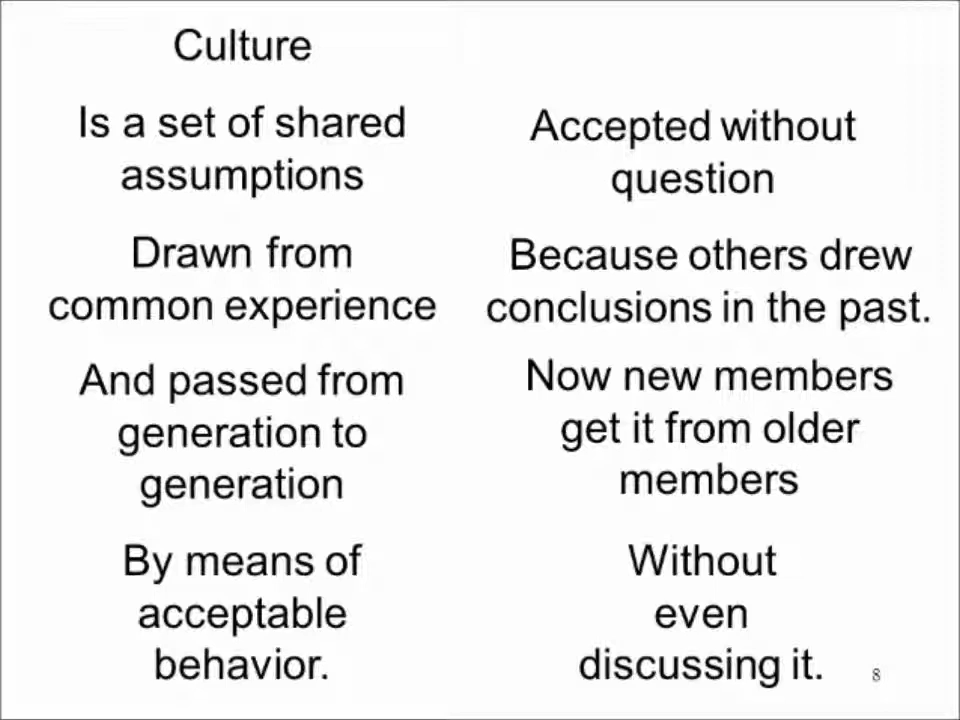 Culture
Is a set of shared
assumptions
Accepted without
question
Drawn from
common experience
Because others drew
conclusions in the past.
And passed from
generation to
generation
Now new members
get it from older
members
By means of
acceptable
behavior.
Without
even
discussing it.
8